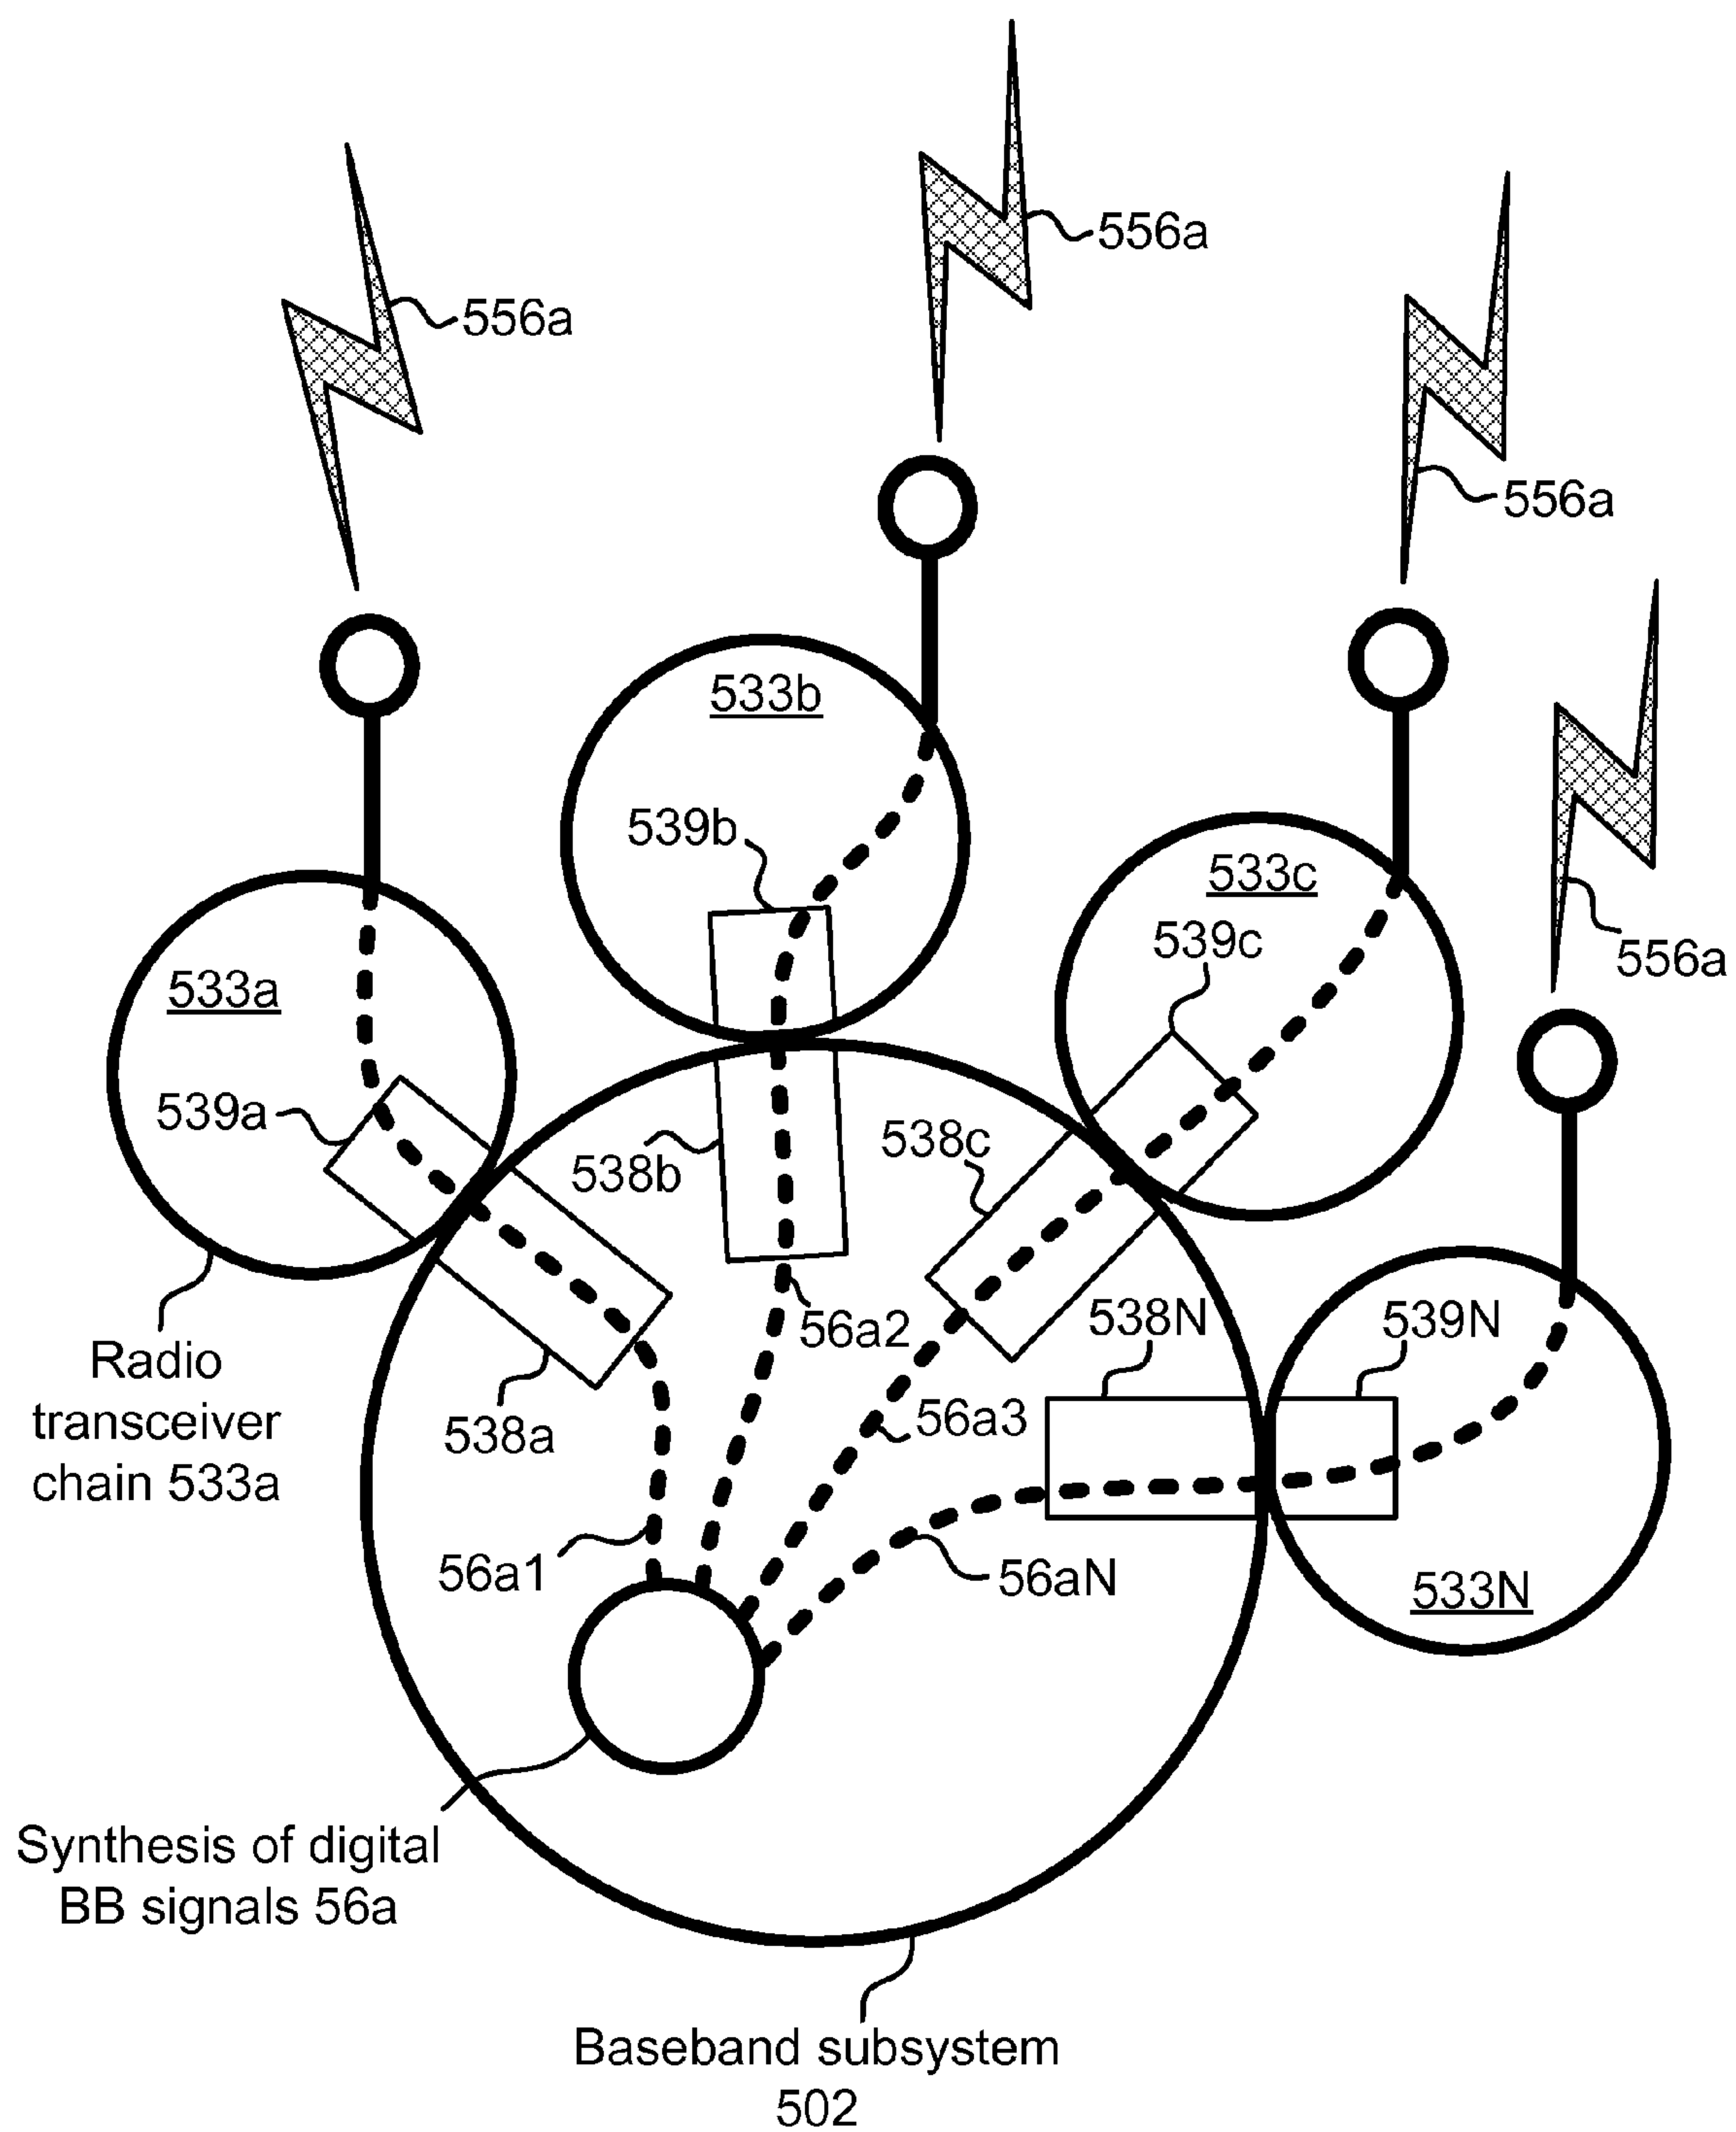 556a
556a
556a
533b
539b
533c
539c
556a
533a
539a
538c
538b
538N
539N
56a2
Radio
transceiver
chain 533a
538a
56a3
56a1
56aN
533N
Synthesis of digital
BB signals 56a
Baseband subsystem
502